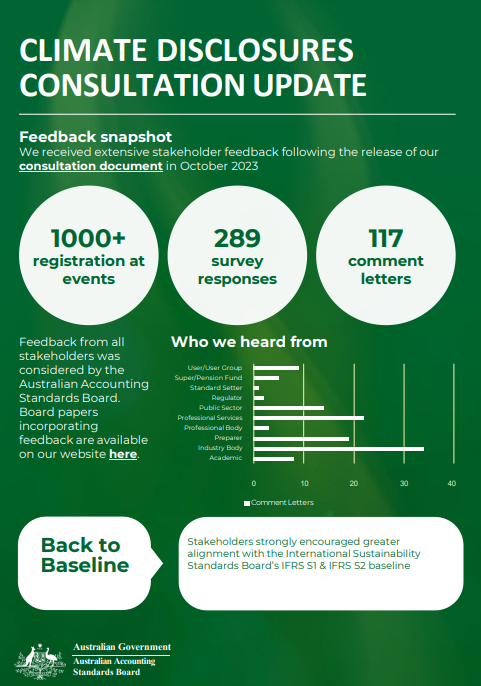 CLIMATE DISCLOSURES
CONSULTATION UPDATE
Feedback snapshot
We received extensive stakeholder feedback following the release of our
consultation document in October 2023
1000+
registration at
events
289
survey
responses
117
comment
letters
Feedback from all
stakeholders was
considered by the
Australian Accounting
Standards Board.
Board papers
incorporating
feedback are available
on our website here.
Who we heard from
User/User Group
Super/Pension Fund
Standard Setter
Regulator
Public Sector
Professional Services
Professional Body
Preparer
Industry Body
Academic
0 10 20 30 40
Comment Letters
Back to
Baseline
Stakeholders strongly encouraged greater
alignment with the International Sustainability
Standards Board's IFRS S1 & IFRS S2 baseline
Australian Government
Australian Accounting
Standards Board